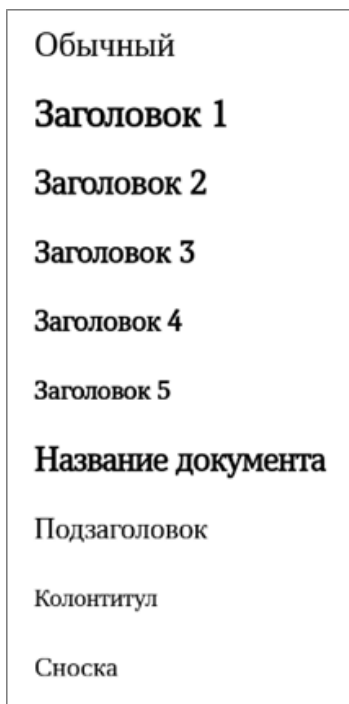 Обычный
Заголовок 1
Заголовок 2
Заголовок 3
Заголовок 4
Заголовок 5
Название документа
Подзаголовок
Колонтитул
Сноска